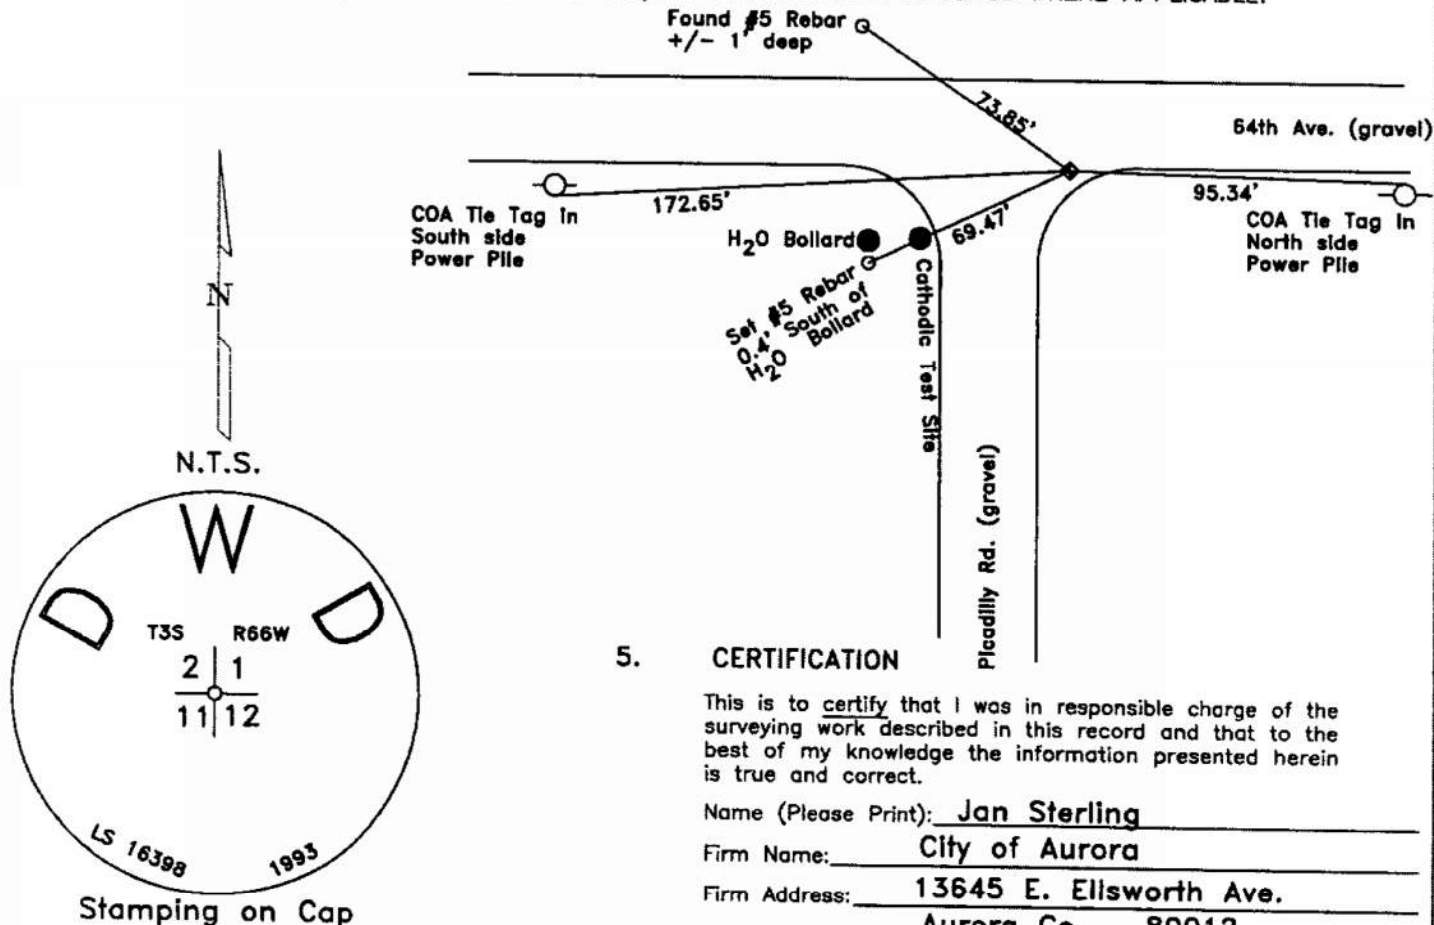 Found #5 Rebar
+/- 1' deep
73.85'
64th Ave. (gravel)
172.65'
95.34'
COA Tie Tag In
South side
Power Pile
H₂O Bollard
69.47'
COA Tie Tag In
North side
Power Pile
Set #5 Rebar
0.4' South of
H₂O Bollard
Cathodic Test Site
Picadilly Rd. (gravel)
N
N.T.S.
D W D
T3S R66W
2 1
11 12
LS 16398 1993
Stamping on Cap
5. CERTIFICATION
This is to certify that I was in responsible charge of the
surveying work described in this record and that to the
best of my knowledge the information presented herein
is true and correct.
Name (Please Print): Jan Sterling
Firm Name: City of Aurora
Firm Address: 13645 E. Ellsworth Ave.